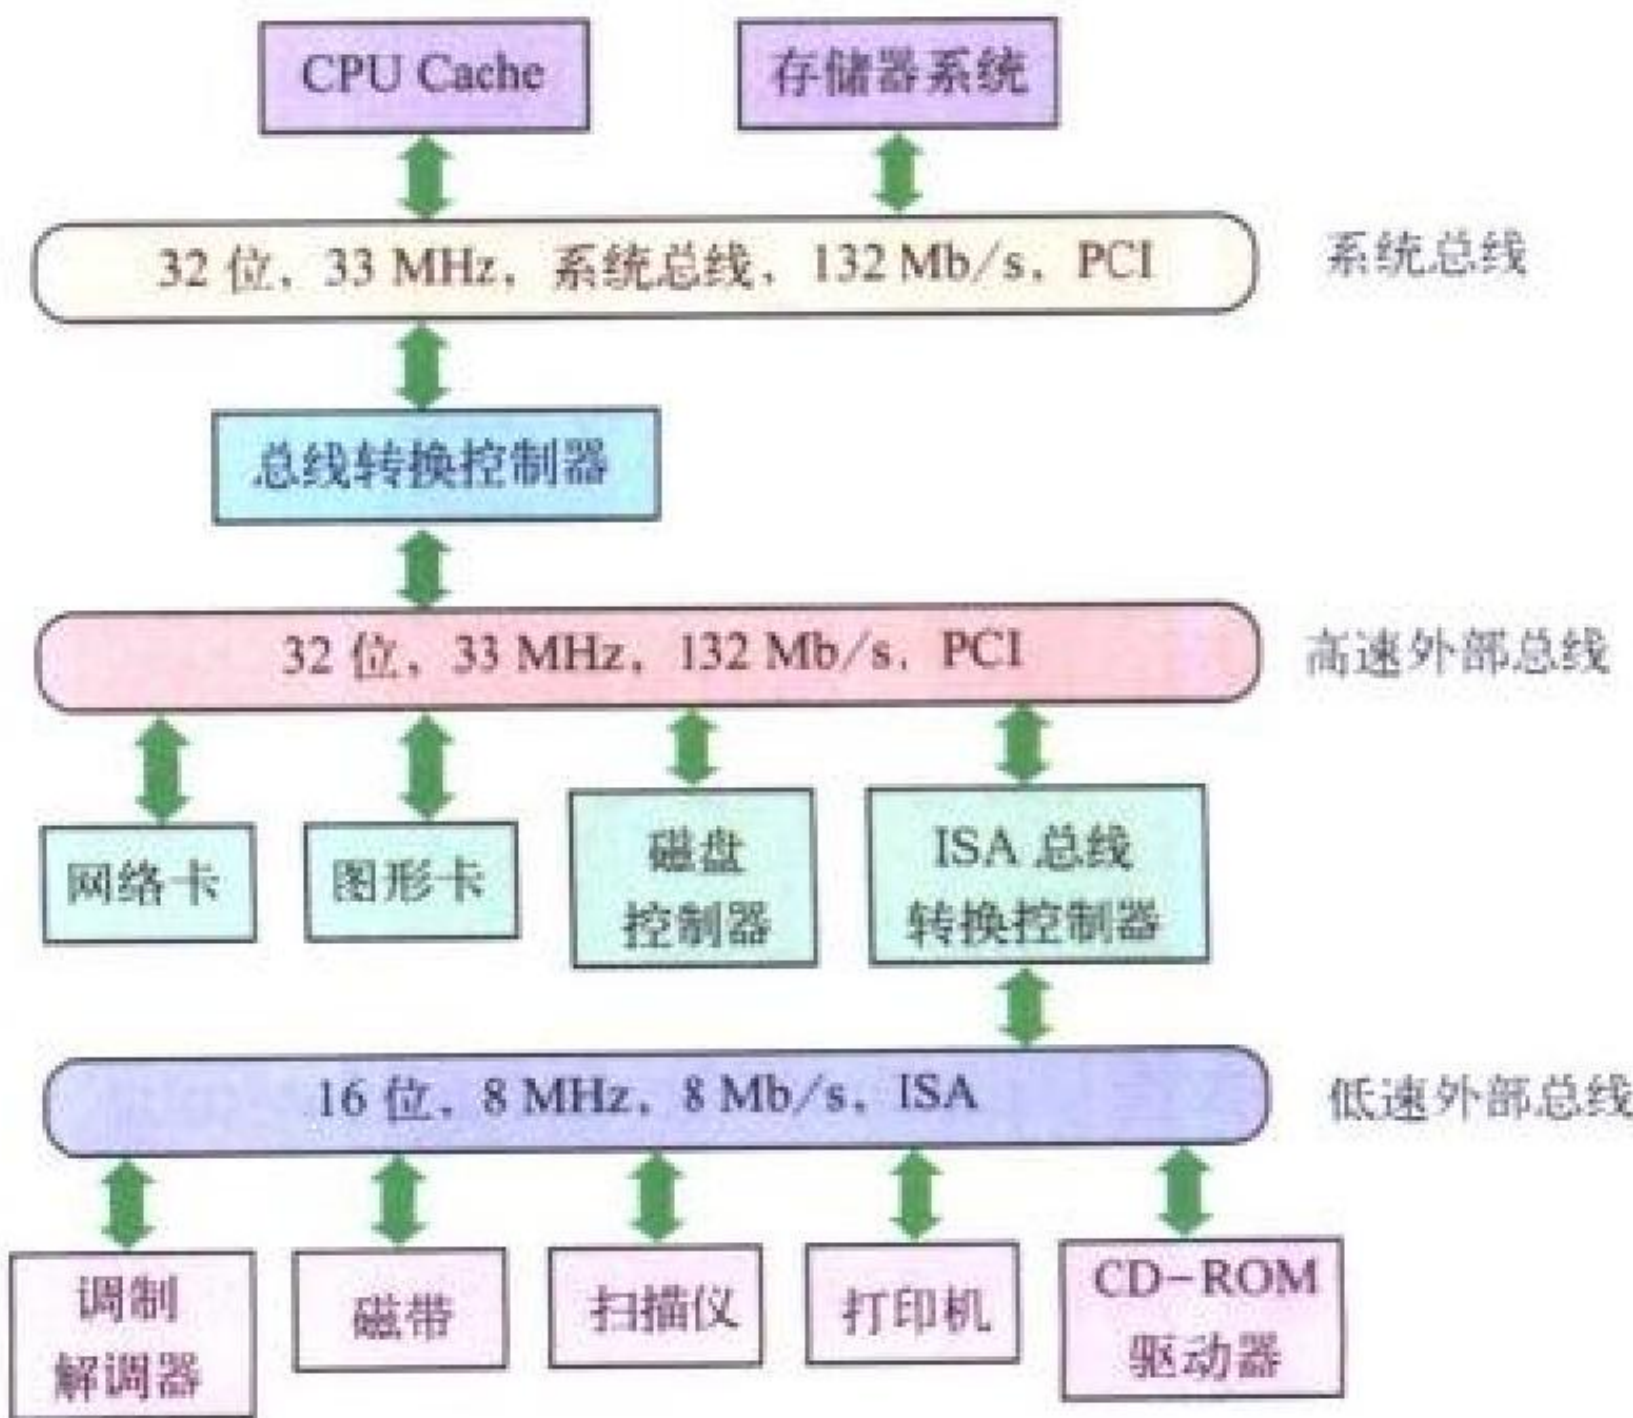 CPU Cache
存储器系统
32 位, 33 MHz, 系统总线, 132 Mb/s, PCI
系统总线
总线转换控制器
32 位, 33 MHz, 132 Mb/s, PCI
高速外部总线
网络卡
图形卡
磁盘
控制器
ISA 总线
转换控制器
16 位, 8 MHz, 8 Mb/s, ISA
低速外部总线
调制
解调器
磁带
扫描仪
打印机
CD-ROM
驱动器